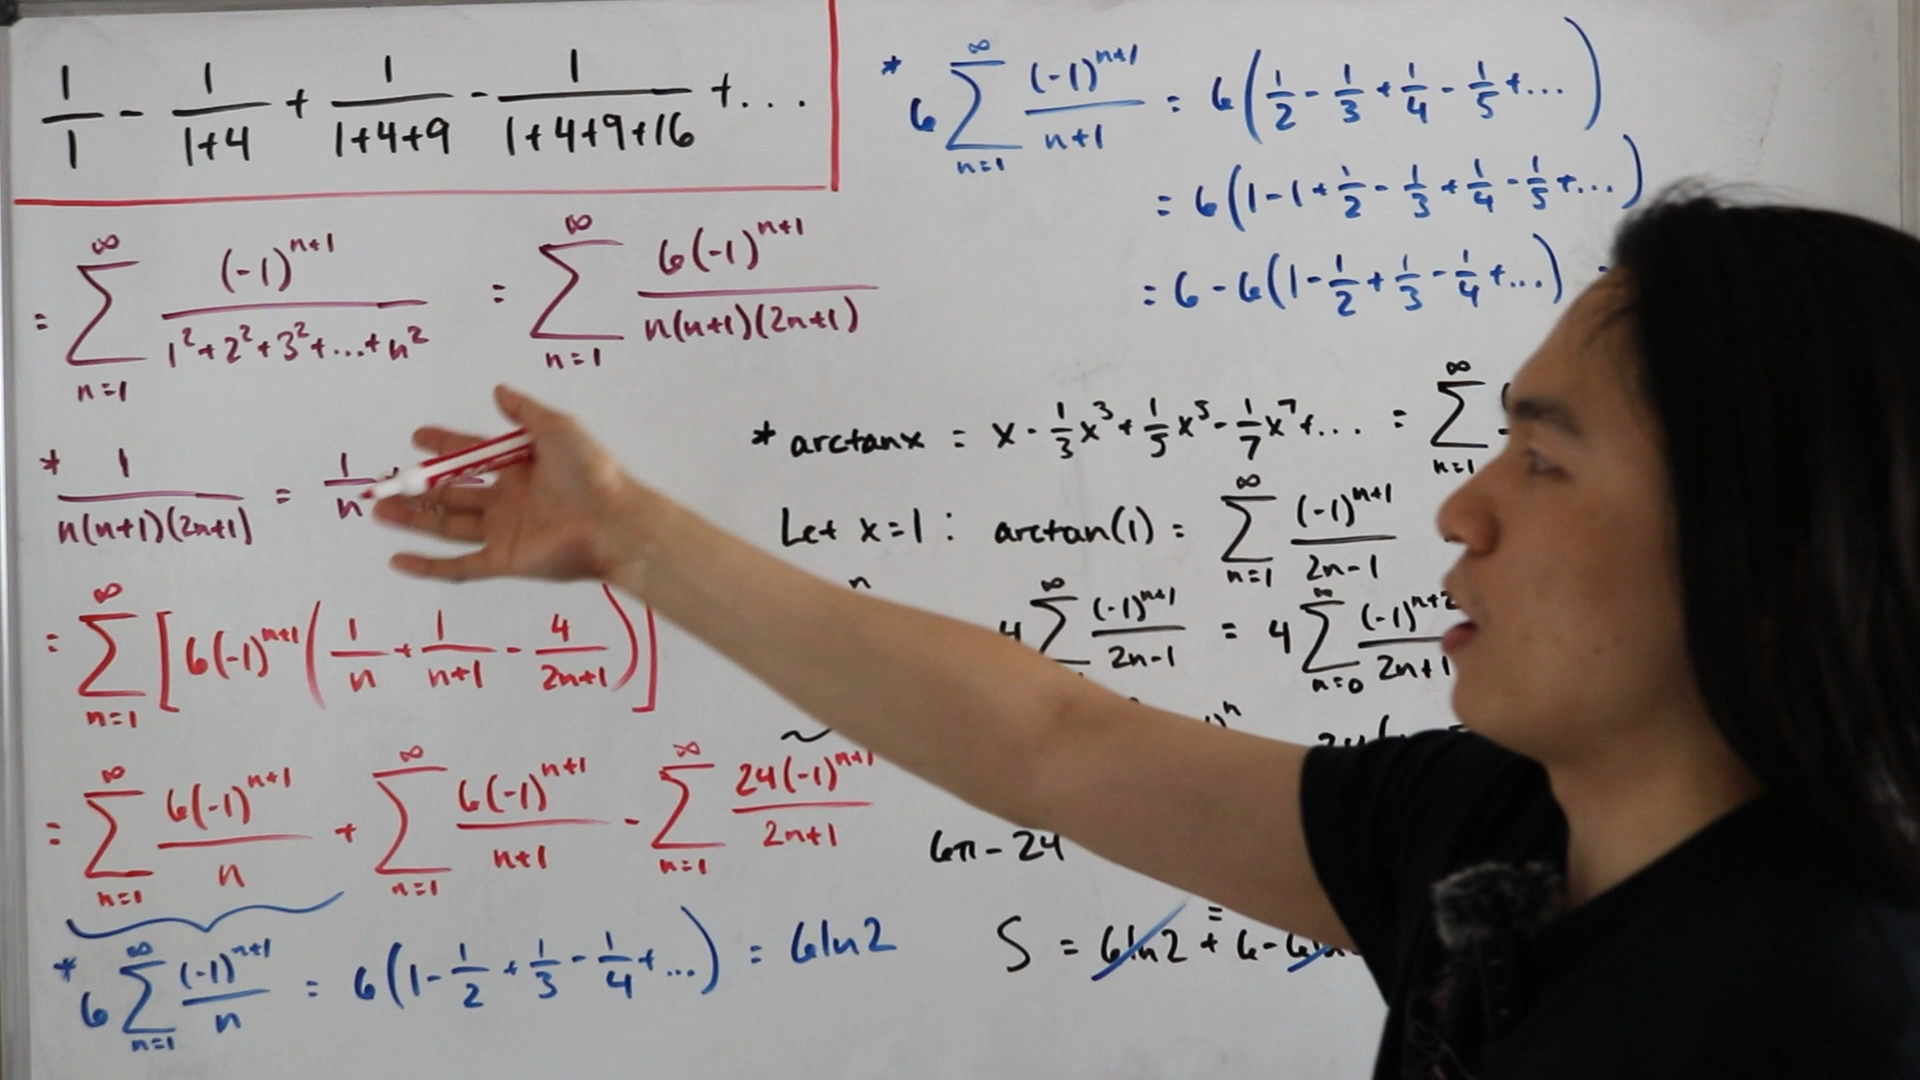 1/1 - 1/(1+4) + 1/(1+4+9) - 1/(1+4+9+16) + ...
= ∑_{n=1}^{∞} (-1)^{n+1}/(1²+2²+3²+...+n²) = ∑_{n=1}^{∞} 6(-1)^{n+1}/(n(n+1)(2n+1))
* 1/(n(n+1)(2n+1)) = 1/n +
= ∑_{n=1}^{∞} [6(-1)^{n+1}(1/n + 1/(n+1) - 4/(2n+1))]
= ∑_{n=1}^{∞} 6(-1)^{n+1}/n + ∑_{n=1}^{∞} 6(-1)^{n+1}/(n+1) - ∑_{n=1}^{∞} 24(-1)^{n+1}/(2n+1)
* 6 ∑_{n=1}^{∞} (-1)^{n+1}/n = 6(1 - 1/2 + 1/3 - 1/4 + ...) = 6ln2
* 6 ∑_{n=1}^{∞} (-1)^{n+1}/(n+1) = 6(1/2 - 1/3 + 1/4 - 1/5 + ...)
= 6(1 - 1 + 1/2 - 1/3 + 1/4 - 1/5 + ...)
= 6 - 6(1 - 1/2 + 1/3 - 1/4 + ...)
* arctanx = x - 1/3 x³ + 1/5 x⁵ - 1/7 x⁷ + ... = ∑_{n=1}^{∞}
Let x=1 : arctan(1) = ∑_{n=1}^{∞} (-1)^{n+1}/(2n-1)
4 ∑^{∞} (-1)^{n+1}/(2n-1) = 4 ∑_{n=0}^{∞} (-1)^{n+2}/(2n+1)
6π - 24
S = 6ln2 + 6 -